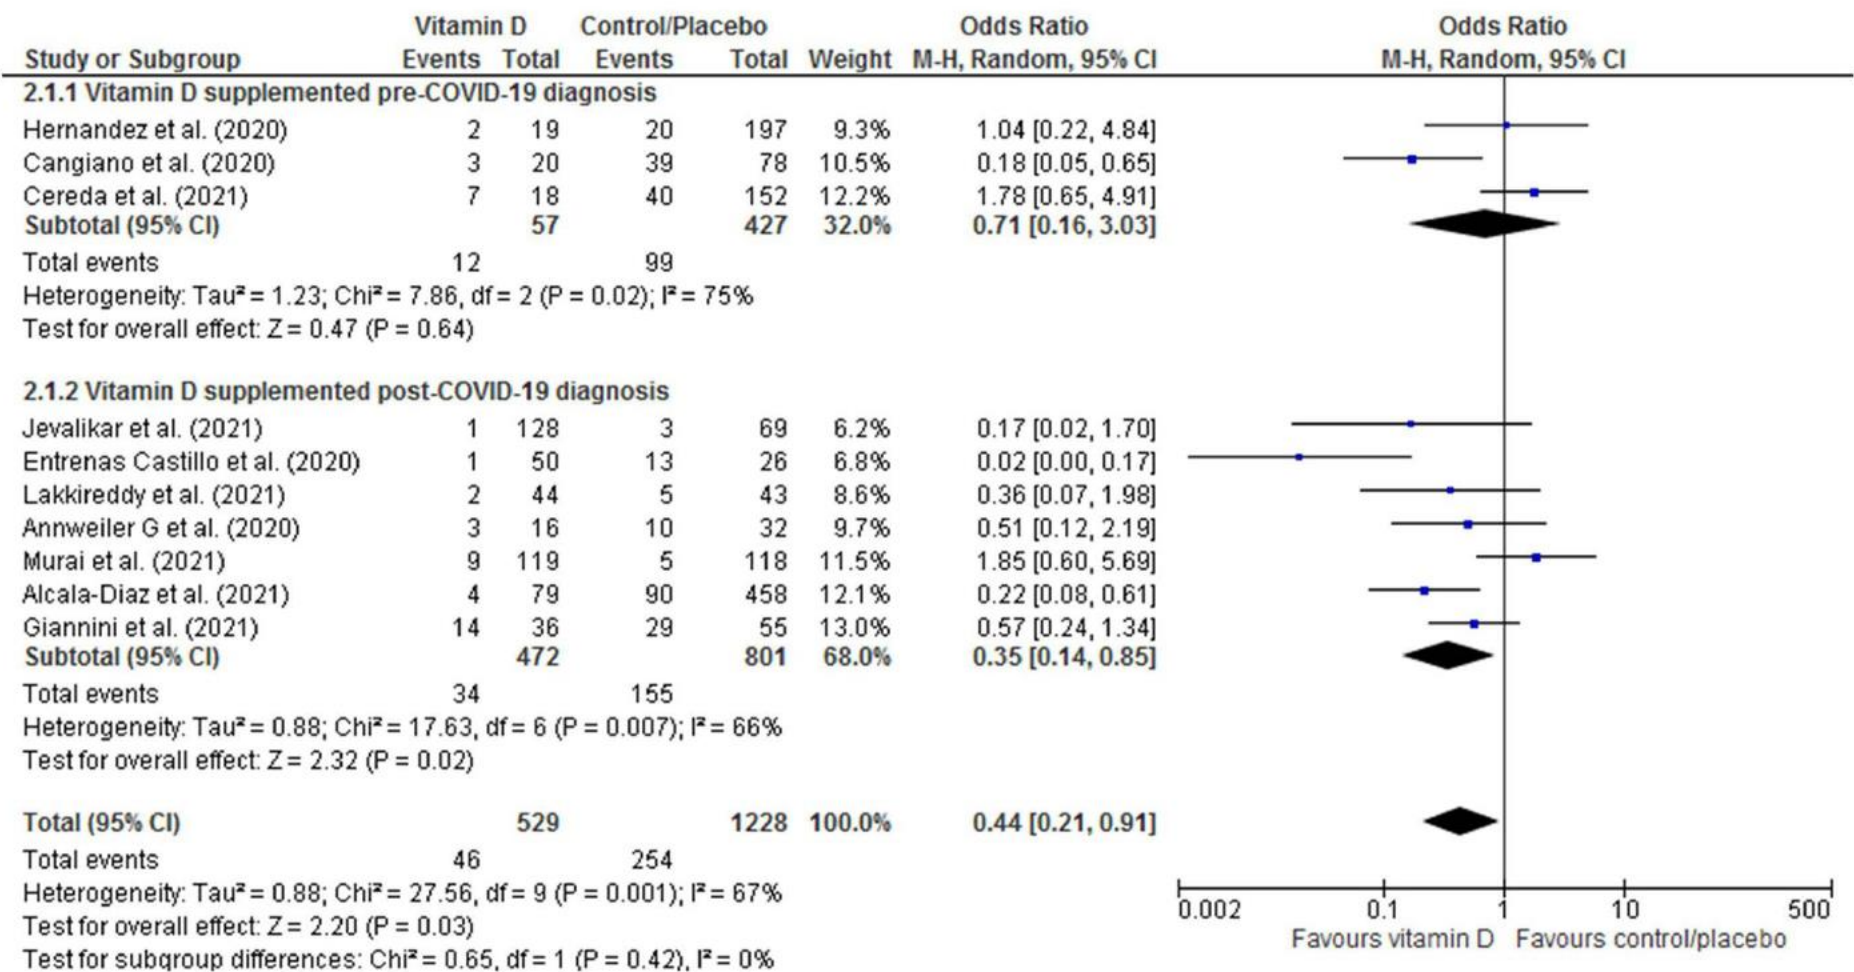 Vitamin D Control/Placebo Odds Ratio Odds Ratio
Study or Subgroup Events Total Events Total Weight M-H, Random, 95% CI M-H, Random, 95% CI
2.1.1 Vitamin D supplemented pre-COVID-19 diagnosis
Hernandez et al. (2020) 2 19 20 197 9.3% 1.04 [0.22, 4.84]
Cangiano et al. (2020) 3 20 39 78 10.5% 0.18 [0.05, 0.65]
Cereda et al. (2021) 7 18 40 152 12.2% 1.78 [0.65, 4.91]
Subtotal (95% CI) 57 427 32.0% 0.71 [0.16, 3.03]
Total events 12 99
Heterogeneity: Tau² = 1.23; Chi² = 7.86, df = 2 (P = 0.02); I² = 75%
Test for overall effect: Z = 0.47 (P = 0.64)
2.1.2 Vitamin D supplemented post-COVID-19 diagnosis
Jevalikar et al. (2021) 1 128 3 69 6.2% 0.17 [0.02, 1.70]
Entrenas Castillo et al. (2020) 1 50 13 26 6.8% 0.02 [0.00, 0.17]
Lakkireddy et al. (2021) 2 44 5 43 8.6% 0.36 [0.07, 1.98]
Annweiler G et al. (2020) 3 16 10 32 9.7% 0.51 [0.12, 2.19]
Murai et al. (2021) 9 119 5 118 11.5% 1.85 [0.60, 5.69]
Alcala-Diaz et al. (2021) 4 79 90 458 12.1% 0.22 [0.08, 0.61]
Giannini et al. (2021) 14 36 29 55 13.0% 0.57 [0.24, 1.34]
Subtotal (95% CI) 472 801 68.0% 0.35 [0.14, 0.85]
Total events 34 155
Heterogeneity: Tau² = 0.88; Chi² = 17.63, df = 6 (P = 0.007); I² = 66%
Test for overall effect: Z = 2.32 (P = 0.02)
Total (95% CI) 529 1228 100.0% 0.44 [0.21, 0.91]
Total events 46 254
Heterogeneity: Tau² = 0.88; Chi² = 27.56, df = 9 (P = 0.001); I² = 67%
Test for overall effect: Z = 2.20 (P = 0.03)
Test for subgroup differences: Chi² = 0.65, df = 1 (P = 0.42), I² = 0%
0.002 0.1 1 10 500
Favours vitamin D Favours control/placebo